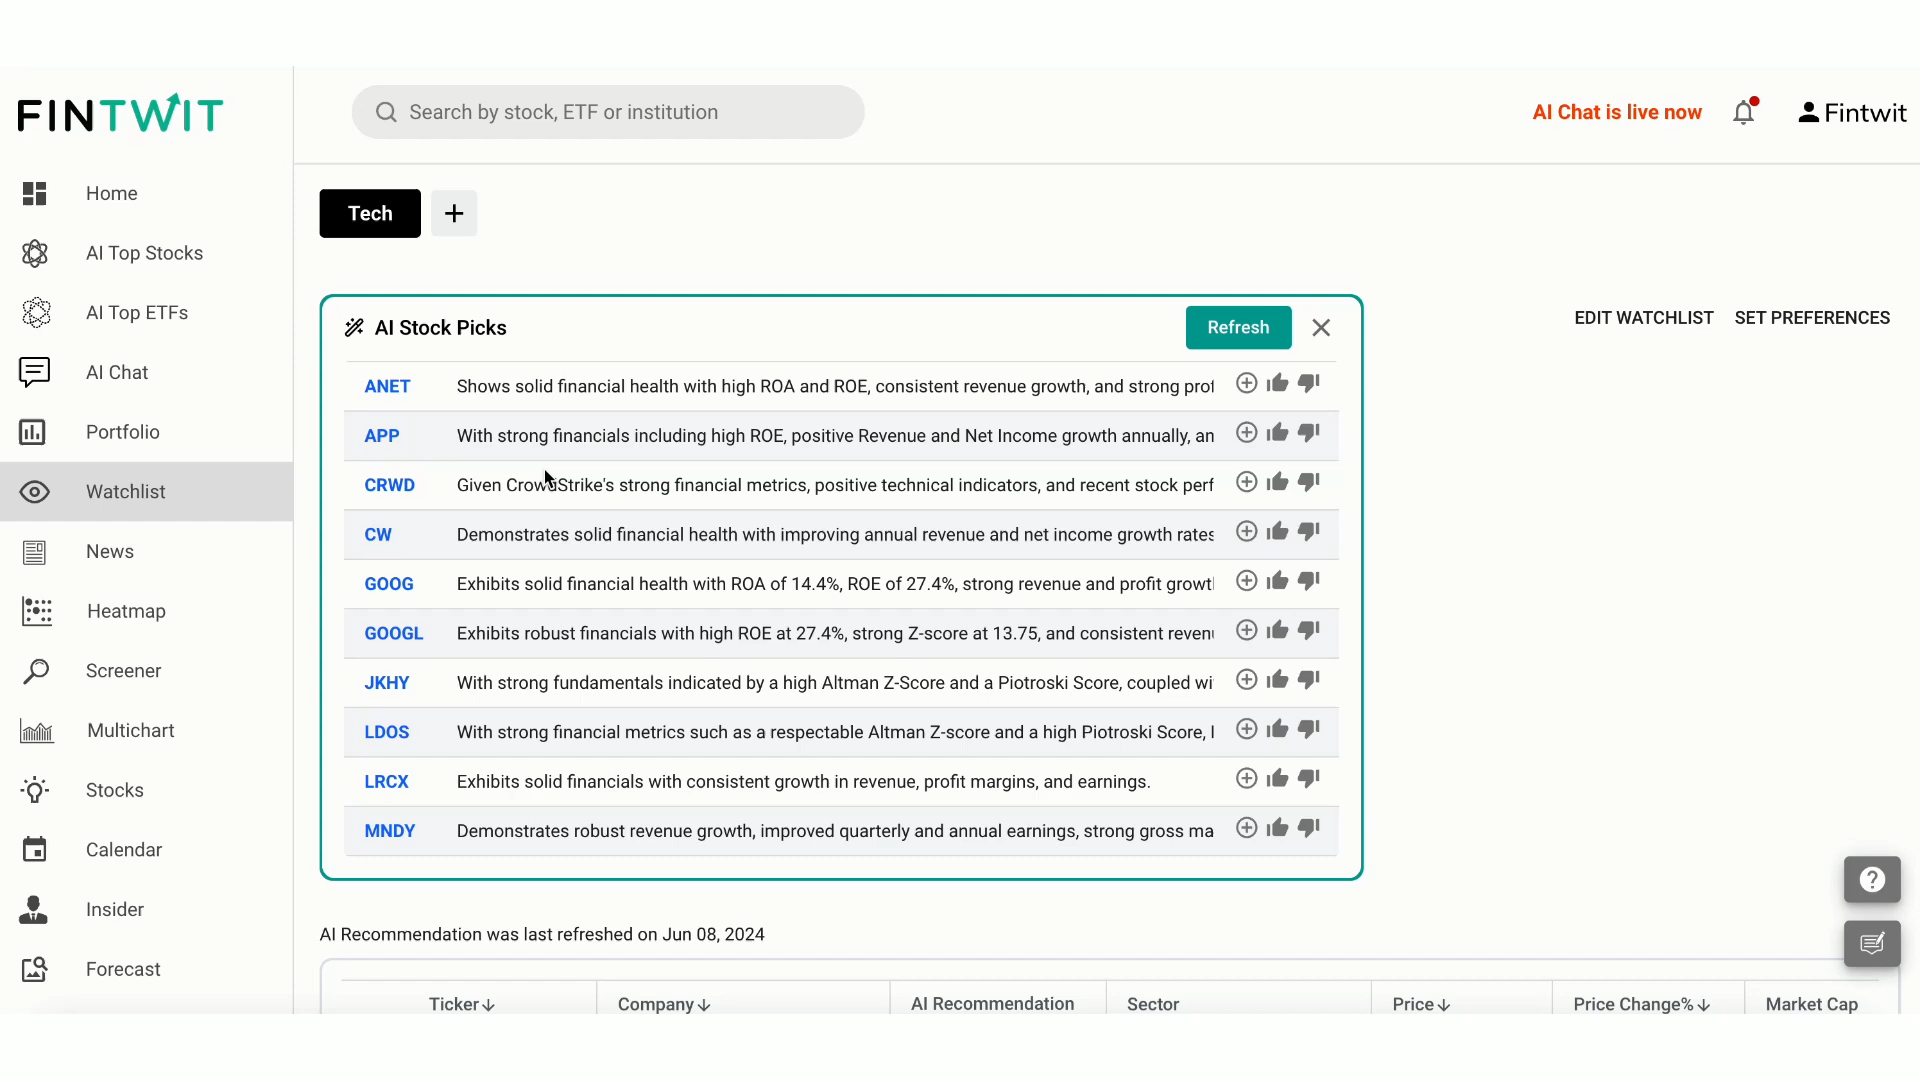 FINTWIT
Search by stock, ETF or institution
AI Chat is live now
Fintwit
Home
AI Top Stocks
AI Top ETFs
AI Chat
Portfolio
Watchlist
News
Heatmap
Screener
Multichart
Stocks
Calendar
Insider
Forecast
Tech
+
EDIT WATCHLIST SET PREFERENCES
AI Stock Picks Refresh
ANET Shows solid financial health with high ROA and ROE, consistent revenue growth, and strong prof
APP With strong financials including high ROE, positive Revenue and Net Income growth annually, an
CRWD Given CrowdStrike's strong financial metrics, positive technical indicators, and recent stock perf
CW Demonstrates solid financial health with improving annual revenue and net income growth rates
GOOG Exhibits solid financial health with ROA of 14.4%, ROE of 27.4%, strong revenue and profit growtl
GOOGL Exhibits robust financials with high ROE at 27.4%, strong Z-score at 13.75, and consistent revenu
JKHY With strong fundamentals indicated by a high Altman Z-Score and a Piotroski Score, coupled wi
LDOS With strong financial metrics such as a respectable Altman Z-score and a high Piotroski Score,
LRCX Exhibits solid financials with consistent growth in revenue, profit margins, and earnings.
MNDY Demonstrates robust revenue growth, improved quarterly and annual earnings, strong gross ma
AI Recommendation was last refreshed on Jun 08, 2024
Ticker↓ Company↓ AI Recommendation Sector Price↓ Price Change%↓ Market Cap